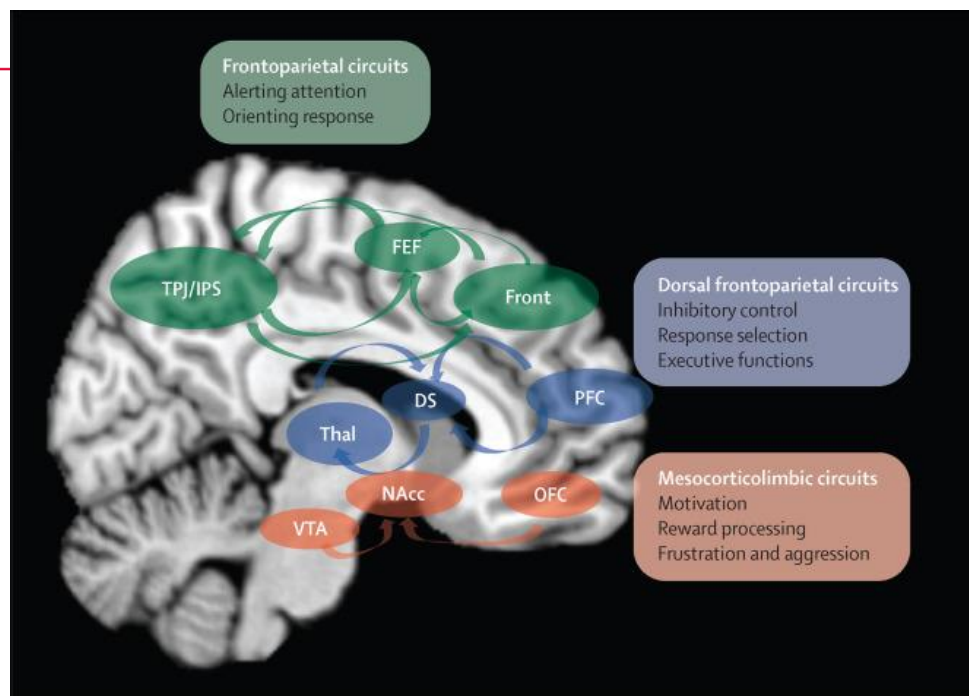 Frontoparietal circuits
Alerting attention
Orienting response
FEF
TPJ/IPS
Front
Dorsal frontoparietal circuits
Inhibitory control
Response selection
Executive functions
DS
PFC
Thal
Mesocorticolimbic circuits
Motivation
Reward processing
Frustration and aggression
NAcc
OFC
VTA